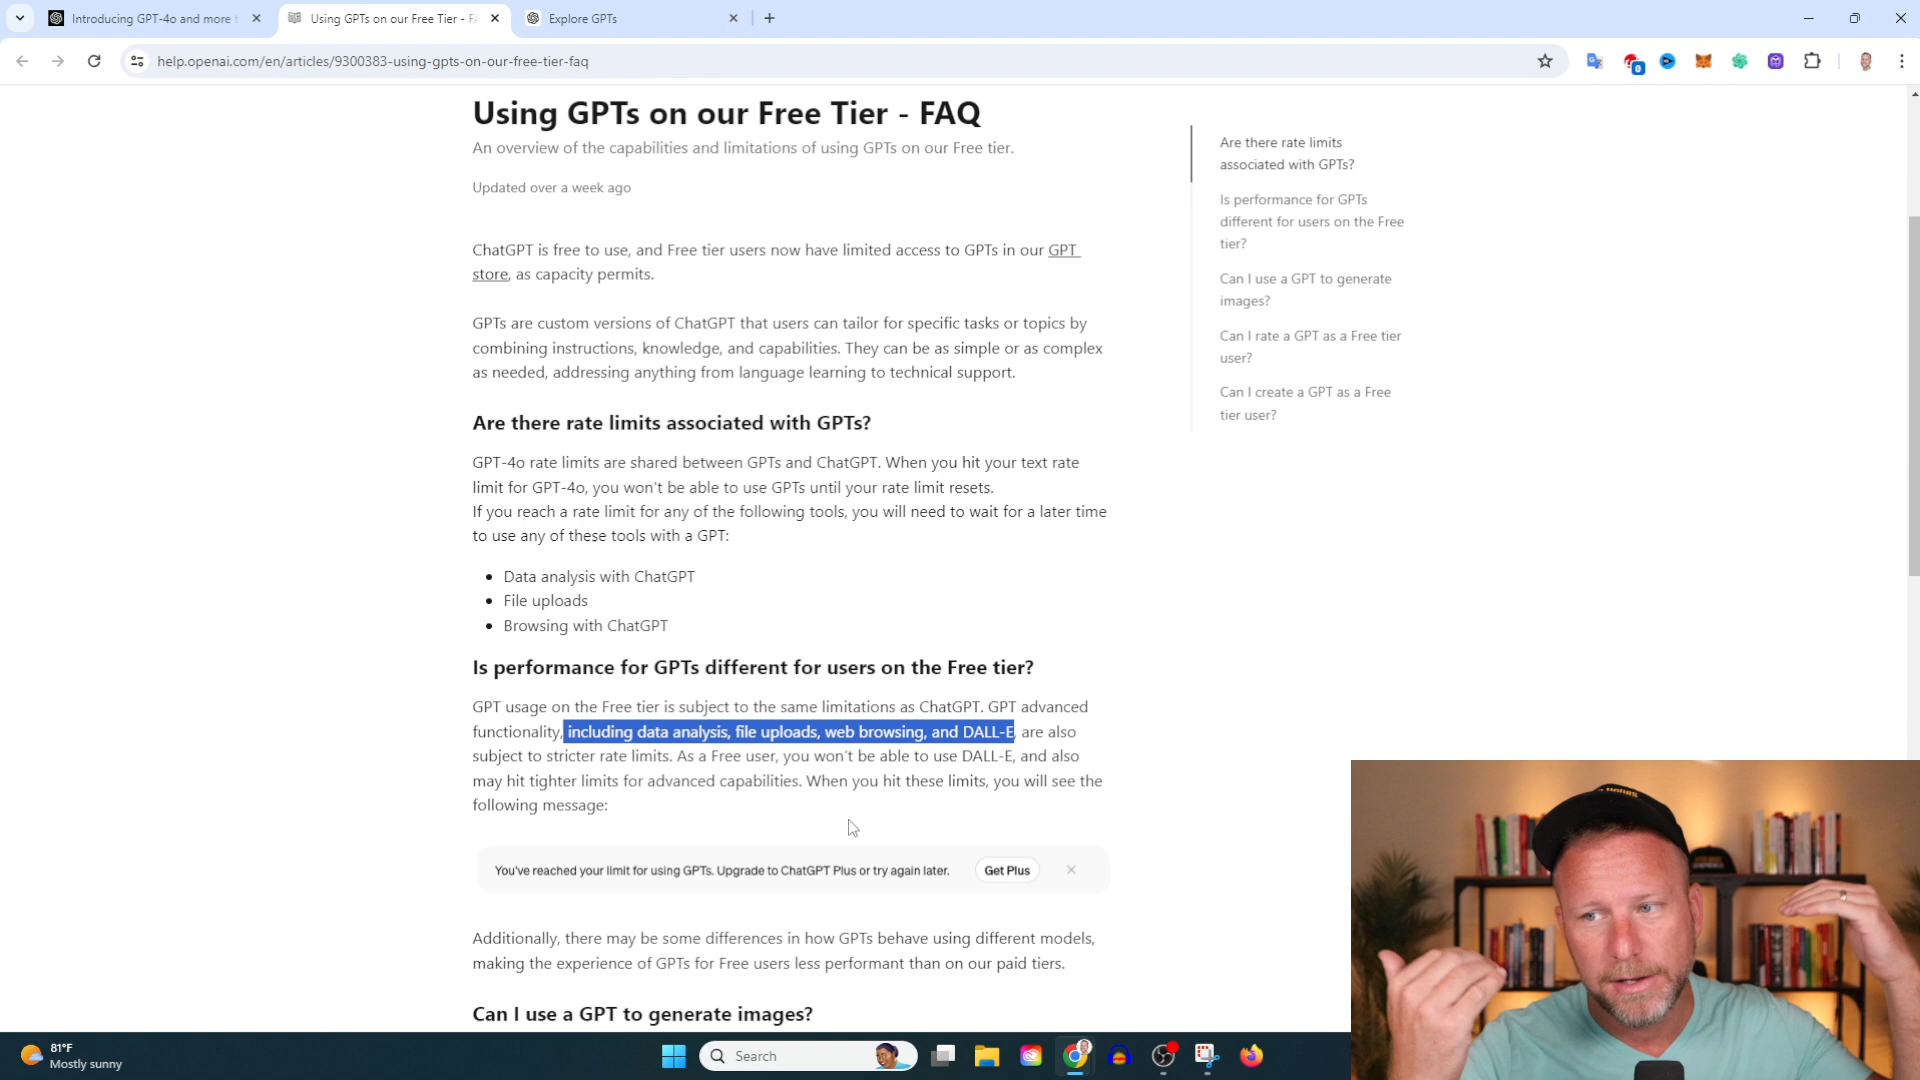 Introducing GPT-4o and more
Using GPTs on our Free Tier - F
Explore GPTs
help.openai.com/en/articles/9300383-using-gpts-on-our-free-tier-faq
0
Using GPTs on our Free Tier - FAQ
An overview of the capabilities and limitations of using GPTs on our Free tier.
Updated over a week ago
ChatGPT is free to use, and Free tier users now have limited access to GPTs in our GPT
store, as capacity permits.
GPTs are custom versions of ChatGPT that users can tailor for specific tasks or topics by
combining instructions, knowledge, and capabilities. They can be as simple or as complex
as needed, addressing anything from language learning to technical support.
Are there rate limits associated with GPTs?
GPT-4o rate limits are shared between GPTs and ChatGPT. When you hit your text rate
limit for GPT-4o, you won't be able to use GPTs until your rate limit resets.
If you reach a rate limit for any of the following tools, you will need to wait for a later time
to use any of these tools with a GPT:
Data analysis with ChatGPT
File uploads
Browsing with ChatGPT
Is performance for GPTs different for users on the Free tier?
GPT usage on the Free tier is subject to the same limitations as ChatGPT. GPT advanced
functionality, including data analysis, file uploads, web browsing, and DALL-E, are also
subject to stricter rate limits. As a Free user, you won't be able to use DALL-E, and also
may hit tighter limits for advanced capabilities. When you hit these limits, you will see the
following message:
You've reached your limit for using GPTs. Upgrade to ChatGPT Plus or try again later.
Get Plus
Additionally, there may be some differences in how GPTs behave using different models,
making the experience of GPTs for Free users less performant than on our paid tiers.
Can I use a GPT to generate images?
Are there rate limits
associated with GPTs?
Is performance for GPTs
different for users on the Free
tier?
Can I use a GPT to generate
images?
Can I rate a GPT as a Free tier
user?
Can I create a GPT as a Free
tier user?
81°F
Mostly sunny
Search